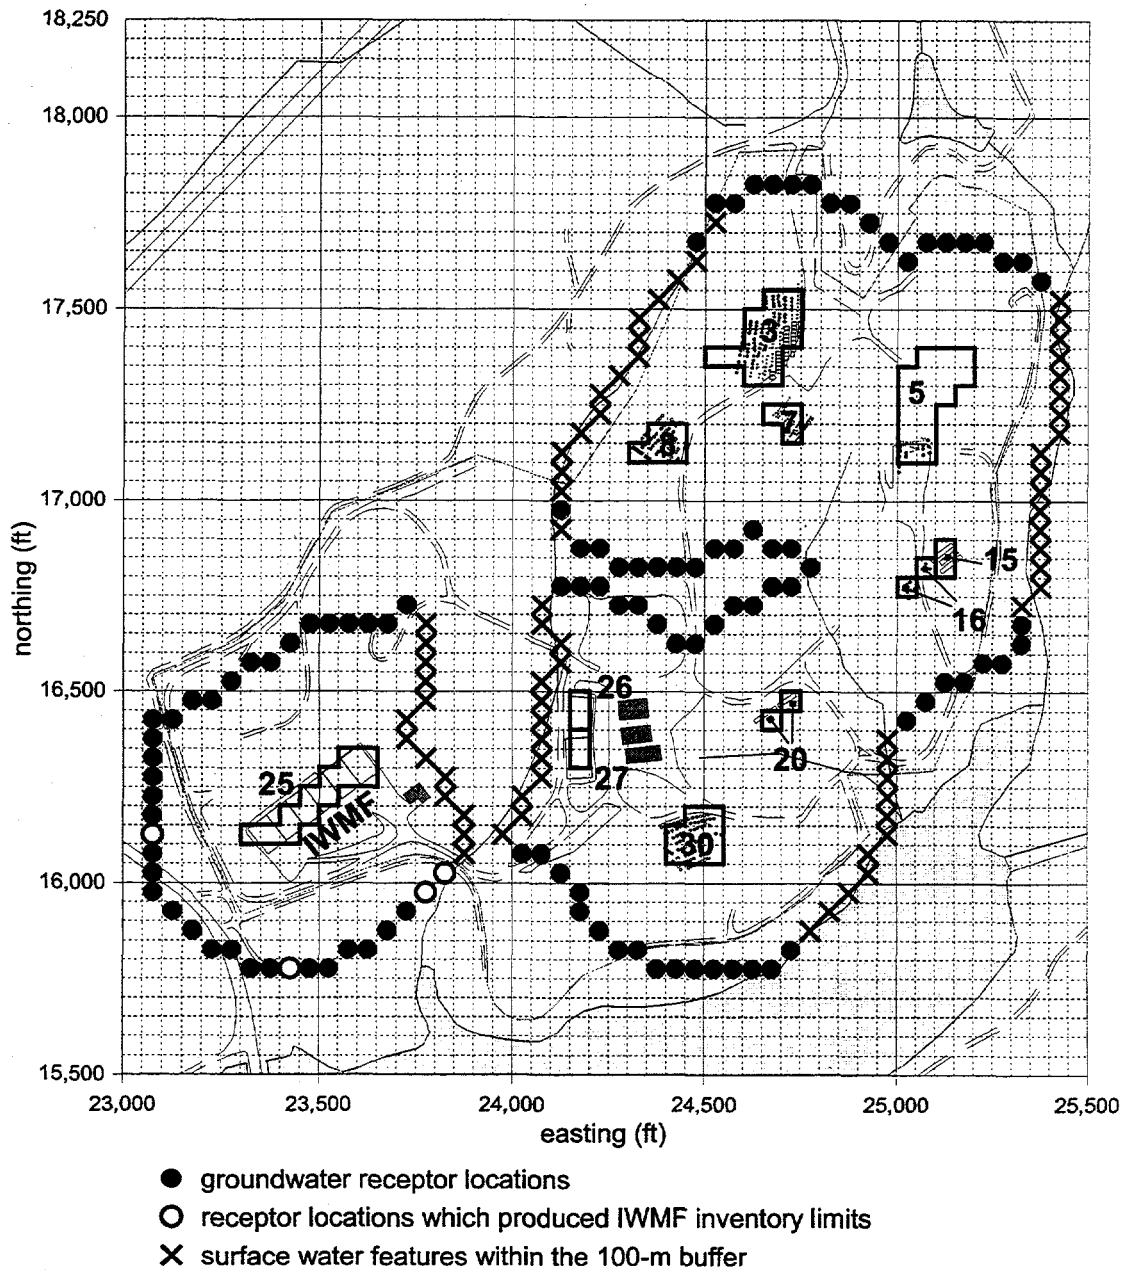 18,250
18,000
17,500
17,000
16,500
16,000
15,500
northing (ft)
3
5
7
8
15
16
26
20
27
25
IWMF
30
23,000 23,500 24,000 24,500 25,000 25,500
easting (ft)
● groundwater receptor locations
○ receptor locations which produced IWMF inventory limits
× surface water features within the 100-m buffer